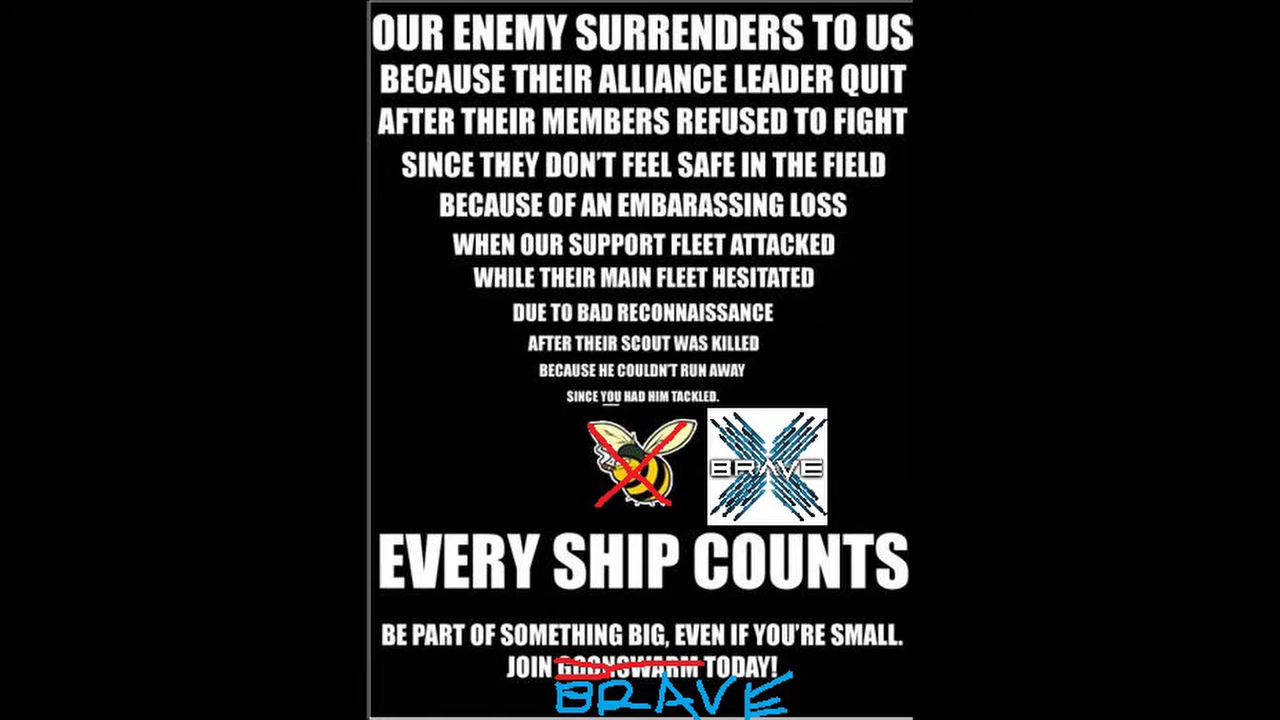 OUR ENEMY SURRENDERS TO US
BECAUSE THEIR ALLIANCE LEADER QUIT
AFTER THEIR MEMBERS REFUSED TO FIGHT
SINCE THEY DON'T FEEL SAFE IN THE FIELD
BECAUSE OF AN EMBARASSING LOSS
WHEN OUR SUPPORT FLEET ATTACKED
WHILE THEIR MAIN FLEET HESITATED
DUE TO BAD RECONNAISSANCE
AFTER THEIR SCOUT WAS KILLED
BECAUSE HE COULDN'T RUN AWAY
SINCE YOU HAD HIM TACKLED.
BRAVE
EVERY SHIP COUNTS
BE PART OF SOMETHING BIG, EVEN IF YOU'RE SMALL.
JOIN GOONSWARM TODAY!
BRAVE